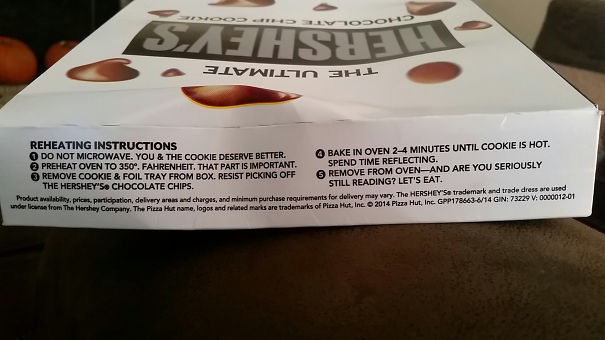 CHOCOLATE CHIP COOKIE
HERSHEY'S
THE ULTIMATE
REHEATING INSTRUCTIONS
1 DO NOT MICROWAVE. YOU & THE COOKIE DESERVE BETTER.
2 PREHEAT OVEN TO 350°. FAHRENHEIT. THAT PART IS IMPORTANT.
3 REMOVE COOKIE & FOIL TRAY FROM BOX. RESIST PICKING OFF
THE HERSHEY'S® CHOCOLATE CHIPS.
4 BAKE IN OVEN 2–4 MINUTES UNTIL COOKIE IS HOT.
SPEND TIME REFLECTING.
5 REMOVE FROM OVEN—AND ARE YOU SERIOUSLY
STILL READING? LET'S EAT.
Product availability, prices, participation, delivery areas and charges, and minimum purchase requirements for delivery may vary. The HERSHEY'S® trademark and trade dress are used
under license from The Hershey Company. The Pizza Hut name, logos and related marks are trademarks of Pizza Hut, Inc. © 2014 Pizza Hut, Inc. GPP178663-6/14 GIN: 73229 V: 0000012-01